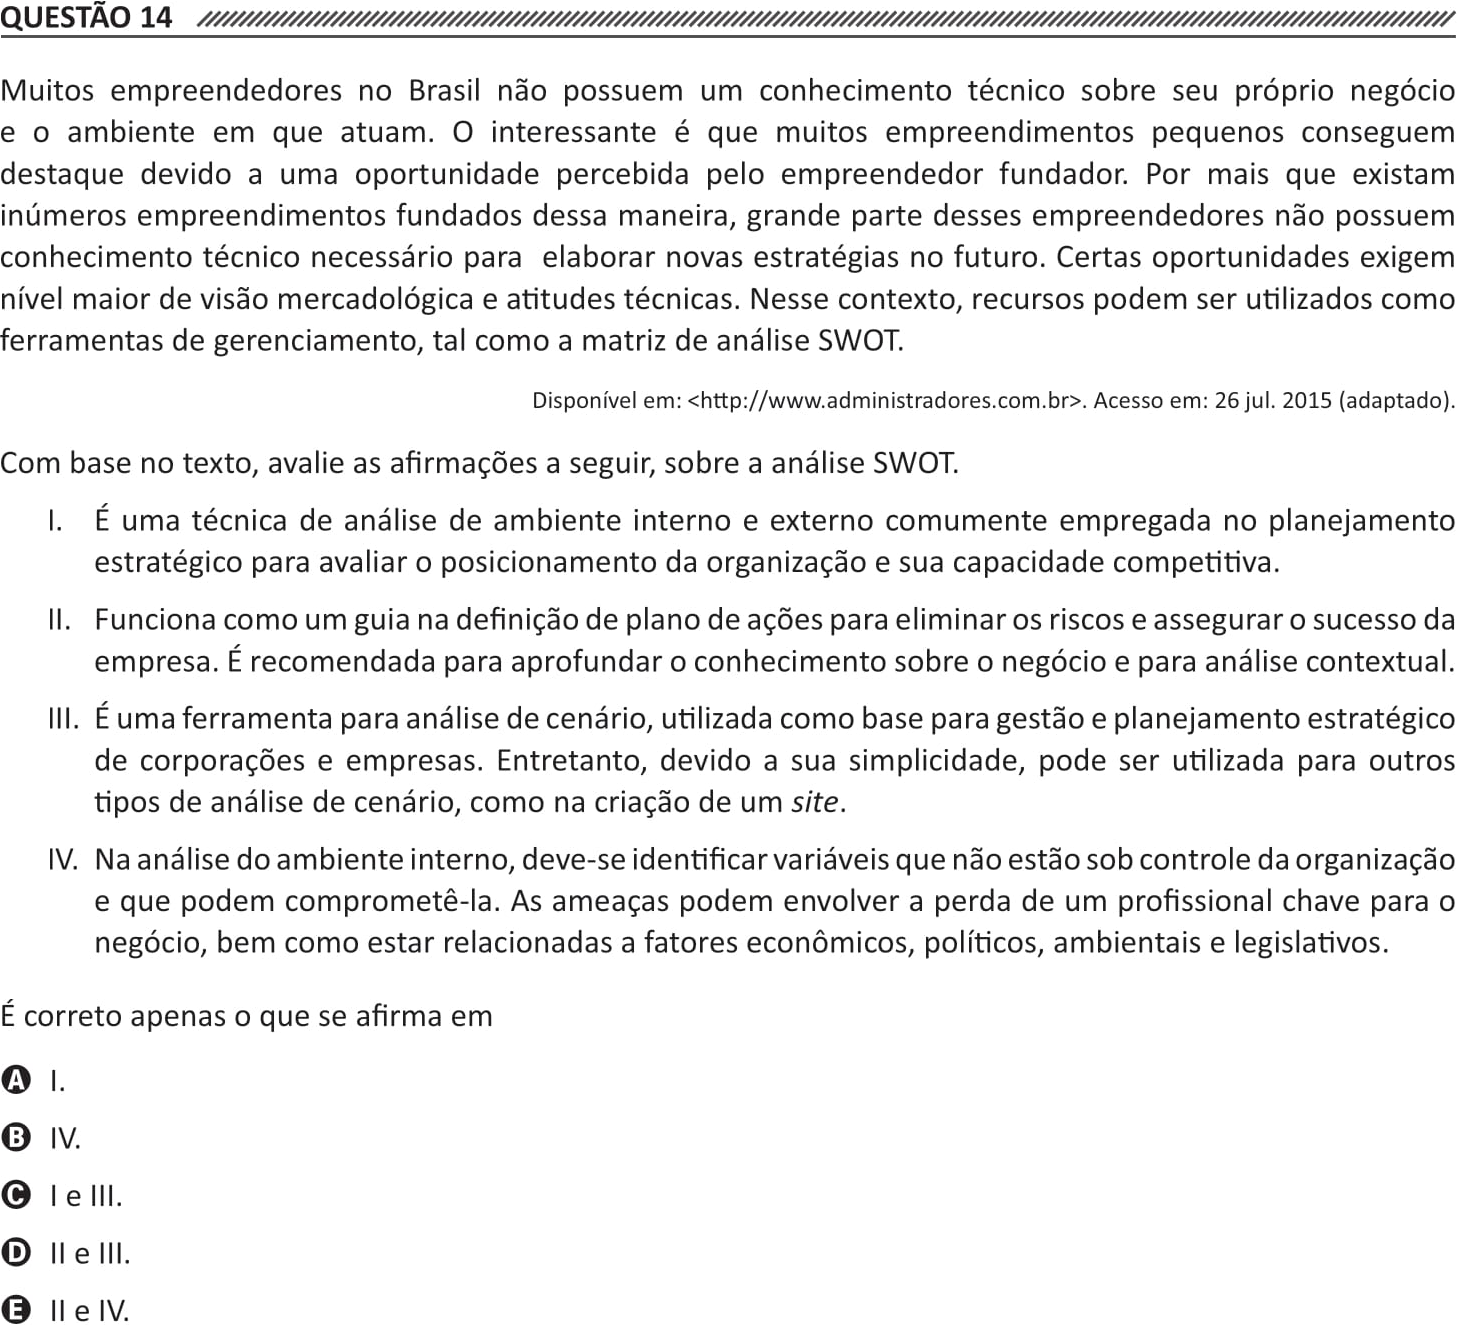 QUESTÃO 14
Muitos empreendedores no Brasil não possuem um conhecimento técnico sobre seu próprio negócio
e o ambiente em que atuam. O interessante é que muitos empreendimentos pequenos conseguem
destaque devido a uma oportunidade percebida pelo empreendedor fundador. Por mais que existam
inúmeros empreendimentos fundados dessa maneira, grande parte desses empreendedores não possuem
conhecimento técnico necessário para elaborar novas estratégias no futuro. Certas oportunidades exigem
nível maior de visão mercadológica e atitudes técnicas. Nesse contexto, recursos podem ser utilizados como
ferramentas de gerenciamento, tal como a matriz de análise SWOT.
Disponível em: <http://www.administradores.com.br>. Acesso em: 26 jul. 2015 (adaptado).
Com base no texto, avalie as afirmações a seguir, sobre a análise SWOT.
I. É uma técnica de análise de ambiente interno e externo comumente empregada no planejamento
estratégico para avaliar o posicionamento da organização e sua capacidade competitiva.
II. Funciona como um guia na definição de plano de ações para eliminar os riscos e assegurar o sucesso da
empresa. É recomendada para aprofundar o conhecimento sobre o negócio e para análise contextual.
III. É uma ferramenta para análise de cenário, utilizada como base para gestão e planejamento estratégico
de corporações e empresas. Entretanto, devido a sua simplicidade, pode ser utilizada para outros
tipos de análise de cenário, como na criação de um site.
IV. Na análise do ambiente interno, deve-se identificar variáveis que não estão sob controle da organização
e que podem comprometê-la. As ameaças podem envolver a perda de um profissional chave para o
negócio, bem como estar relacionadas a fatores econômicos, políticos, ambientais e legislativos.
É correto apenas o que se afirma em
A I.
B IV.
C I e III.
D II e III.
E II e IV.